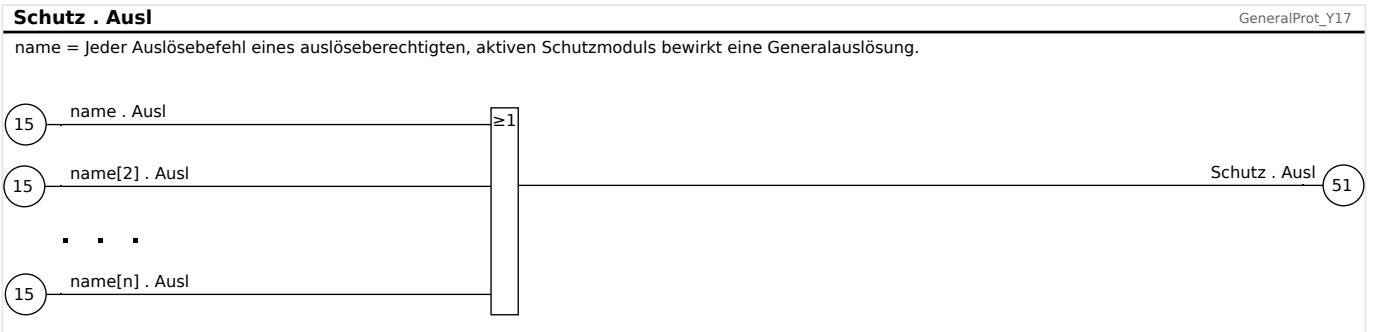 Schutz . Ausl
GeneralProt_Y17
name = Jeder Auslösebefehl eines auslöseberechtigten, aktiven Schutzmoduls bewirkt eine Generalauslösung.
name . Ausl
15
≥1
name[2] . Ausl
15
Schutz . Ausl
51
. . .
name[n] . Ausl
15